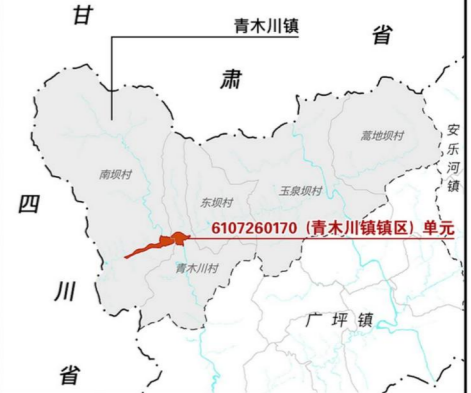 甘肃省
青木川镇
蒿地坝村
安乐河镇
南坝村
玉泉坝村
东坝村
6107260170（青木川镇镇区）单元
青木川村
广坪镇
四川省